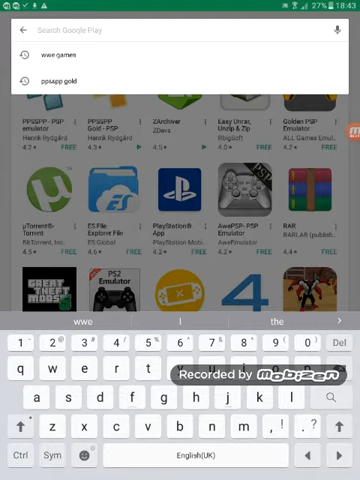 27% 18:43
Search Google Play
wwe games
ppsspp gold
PPSSPP - PSP emulator
Henrik Rydgård
4.2★ FREE
PPSSPP Gold - PSP
Henrik Rydgård
4.3★
ZArchiver
ZDevs
4.5★
Easy Unrar, Unzip & Zip
RibigSoft
4.0★ FREE
Golden PSP Emulator
ALL Games Emul..
4.2★ FREE
µTorrent®- Torrent
BitTorrent, Inc.
4.5★ FREE
ES File Explorer File
ES Global
4.6★ FREE
PlayStation® App
PlayStation Mobi..
4.2★ FREE
PSP
AwePSP- PSP Emulator
AweEmulator
4.2★ FREE
RAR
RARLAB (publish..
4.4★ FREE
GREAT THEFT MODS
PS2 Emulator
4
wwe I the
1 2 3 4 5 6 7 8 9 0 Del
q w e r t y u i o p
Recorded by mobizen
a s d f g h j k l
z x c v b n m , ! . ?
Ctrl Sym English(UK)